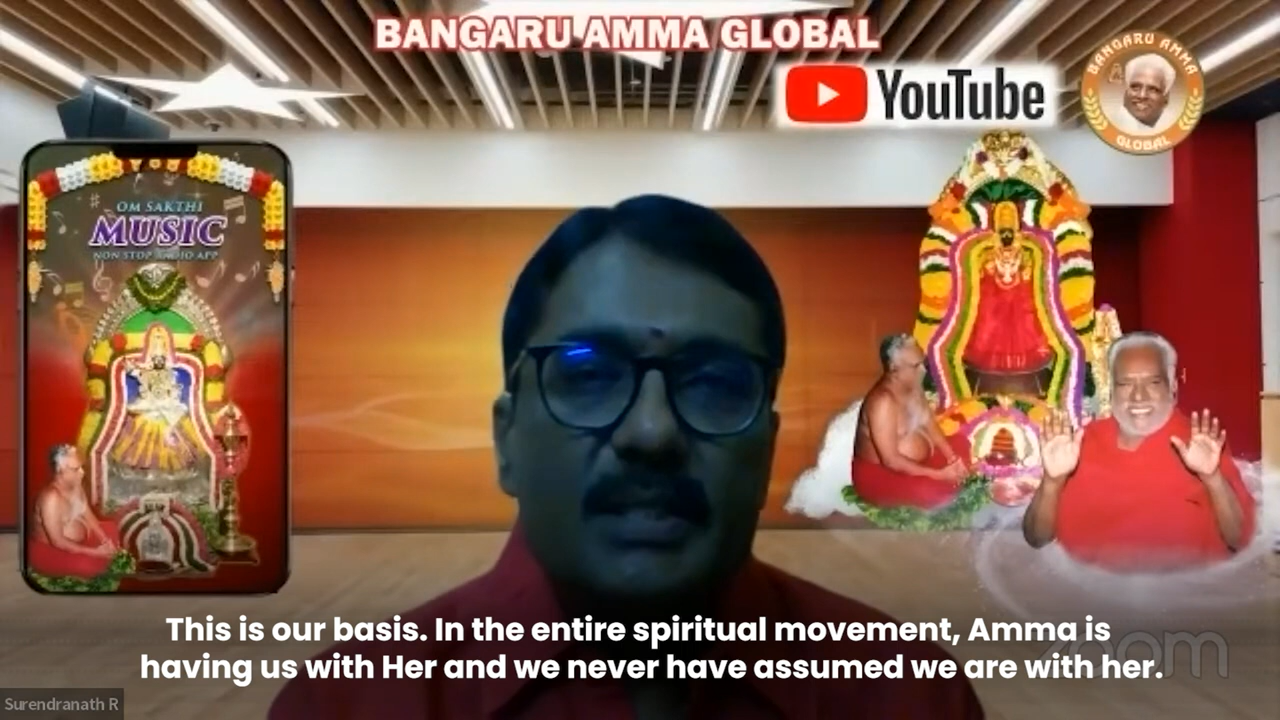 BANGARU AMMA GLOBAL
YouTube
BANGARU AMMA
GLOBAL
OM SAKTHI
MUSIC
NON STOP RADIO APP
This is our basis. In the entire spiritual movement, Amma is
having us with Her and we never have assumed we are with her.
zoom
Surendranath R